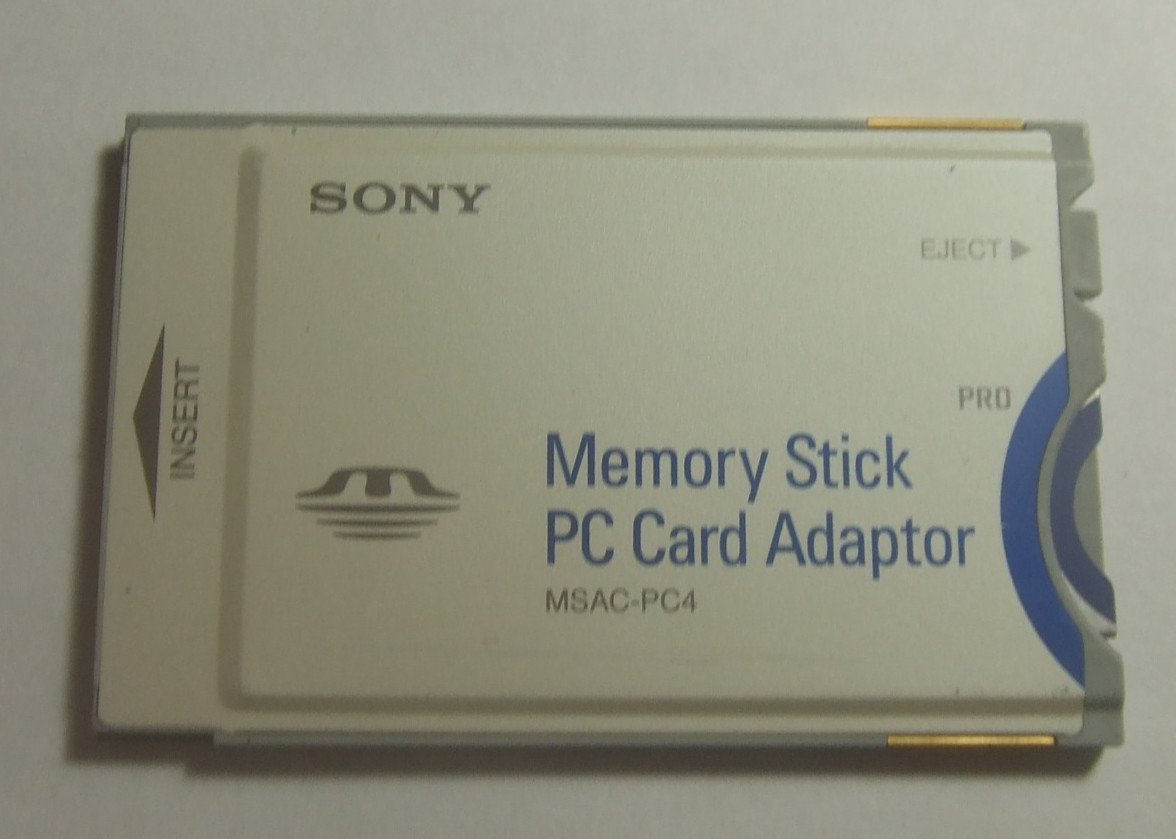 SONY
EJECT
INSERT
PRO
Memory Stick
PC Card Adaptor
MSAC-PC4